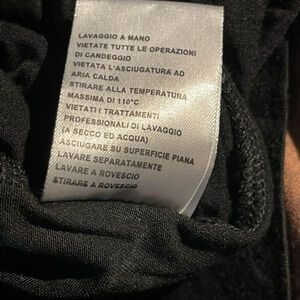 LAVAGGIO A MANO
VIETATE TUTTE LE OPERAZIONI
DI CANDEGGIO
VIETATA L'ASCIUGATURA AD
ARIA CALDA
STIRARE ALLA TEMPERATURA
MASSIMA DI 110°C
VIETATI I TRATTAMENTI
PROFESSIONALI DI LAVAGGIO
(A SECCO ED ACQUA)
ASCIUGARE SU SUPERFICIE PIANA
LAVARE SEPARATAMENTE
LAVARE A ROVESCIO
STIRARE A ROVESCIO